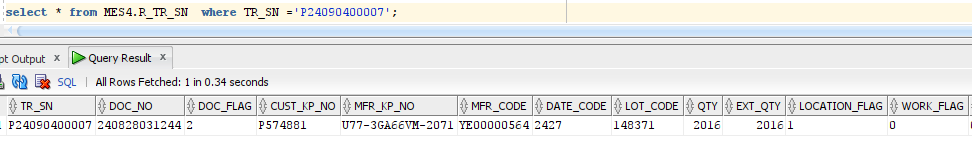 select * from MES4.R_TR_SN where TR_SN ='P24090400007';
pt Output x Query Result x
SQL | All Rows Fetched: 1 in 0.34 seconds
TR_SN DOC_NO DOC_FLAG CUST_KP_NO MFR_KP_NO MFR_CODE DATE_CODE LOT_CODE QTY EXT_QTY LOCATION_FLAG WORK_FLAG
P24090400007 240828031244 2 P574881 U77-3GA66VM-2071 YE00000564 2427 148371 2016 2016 1 0